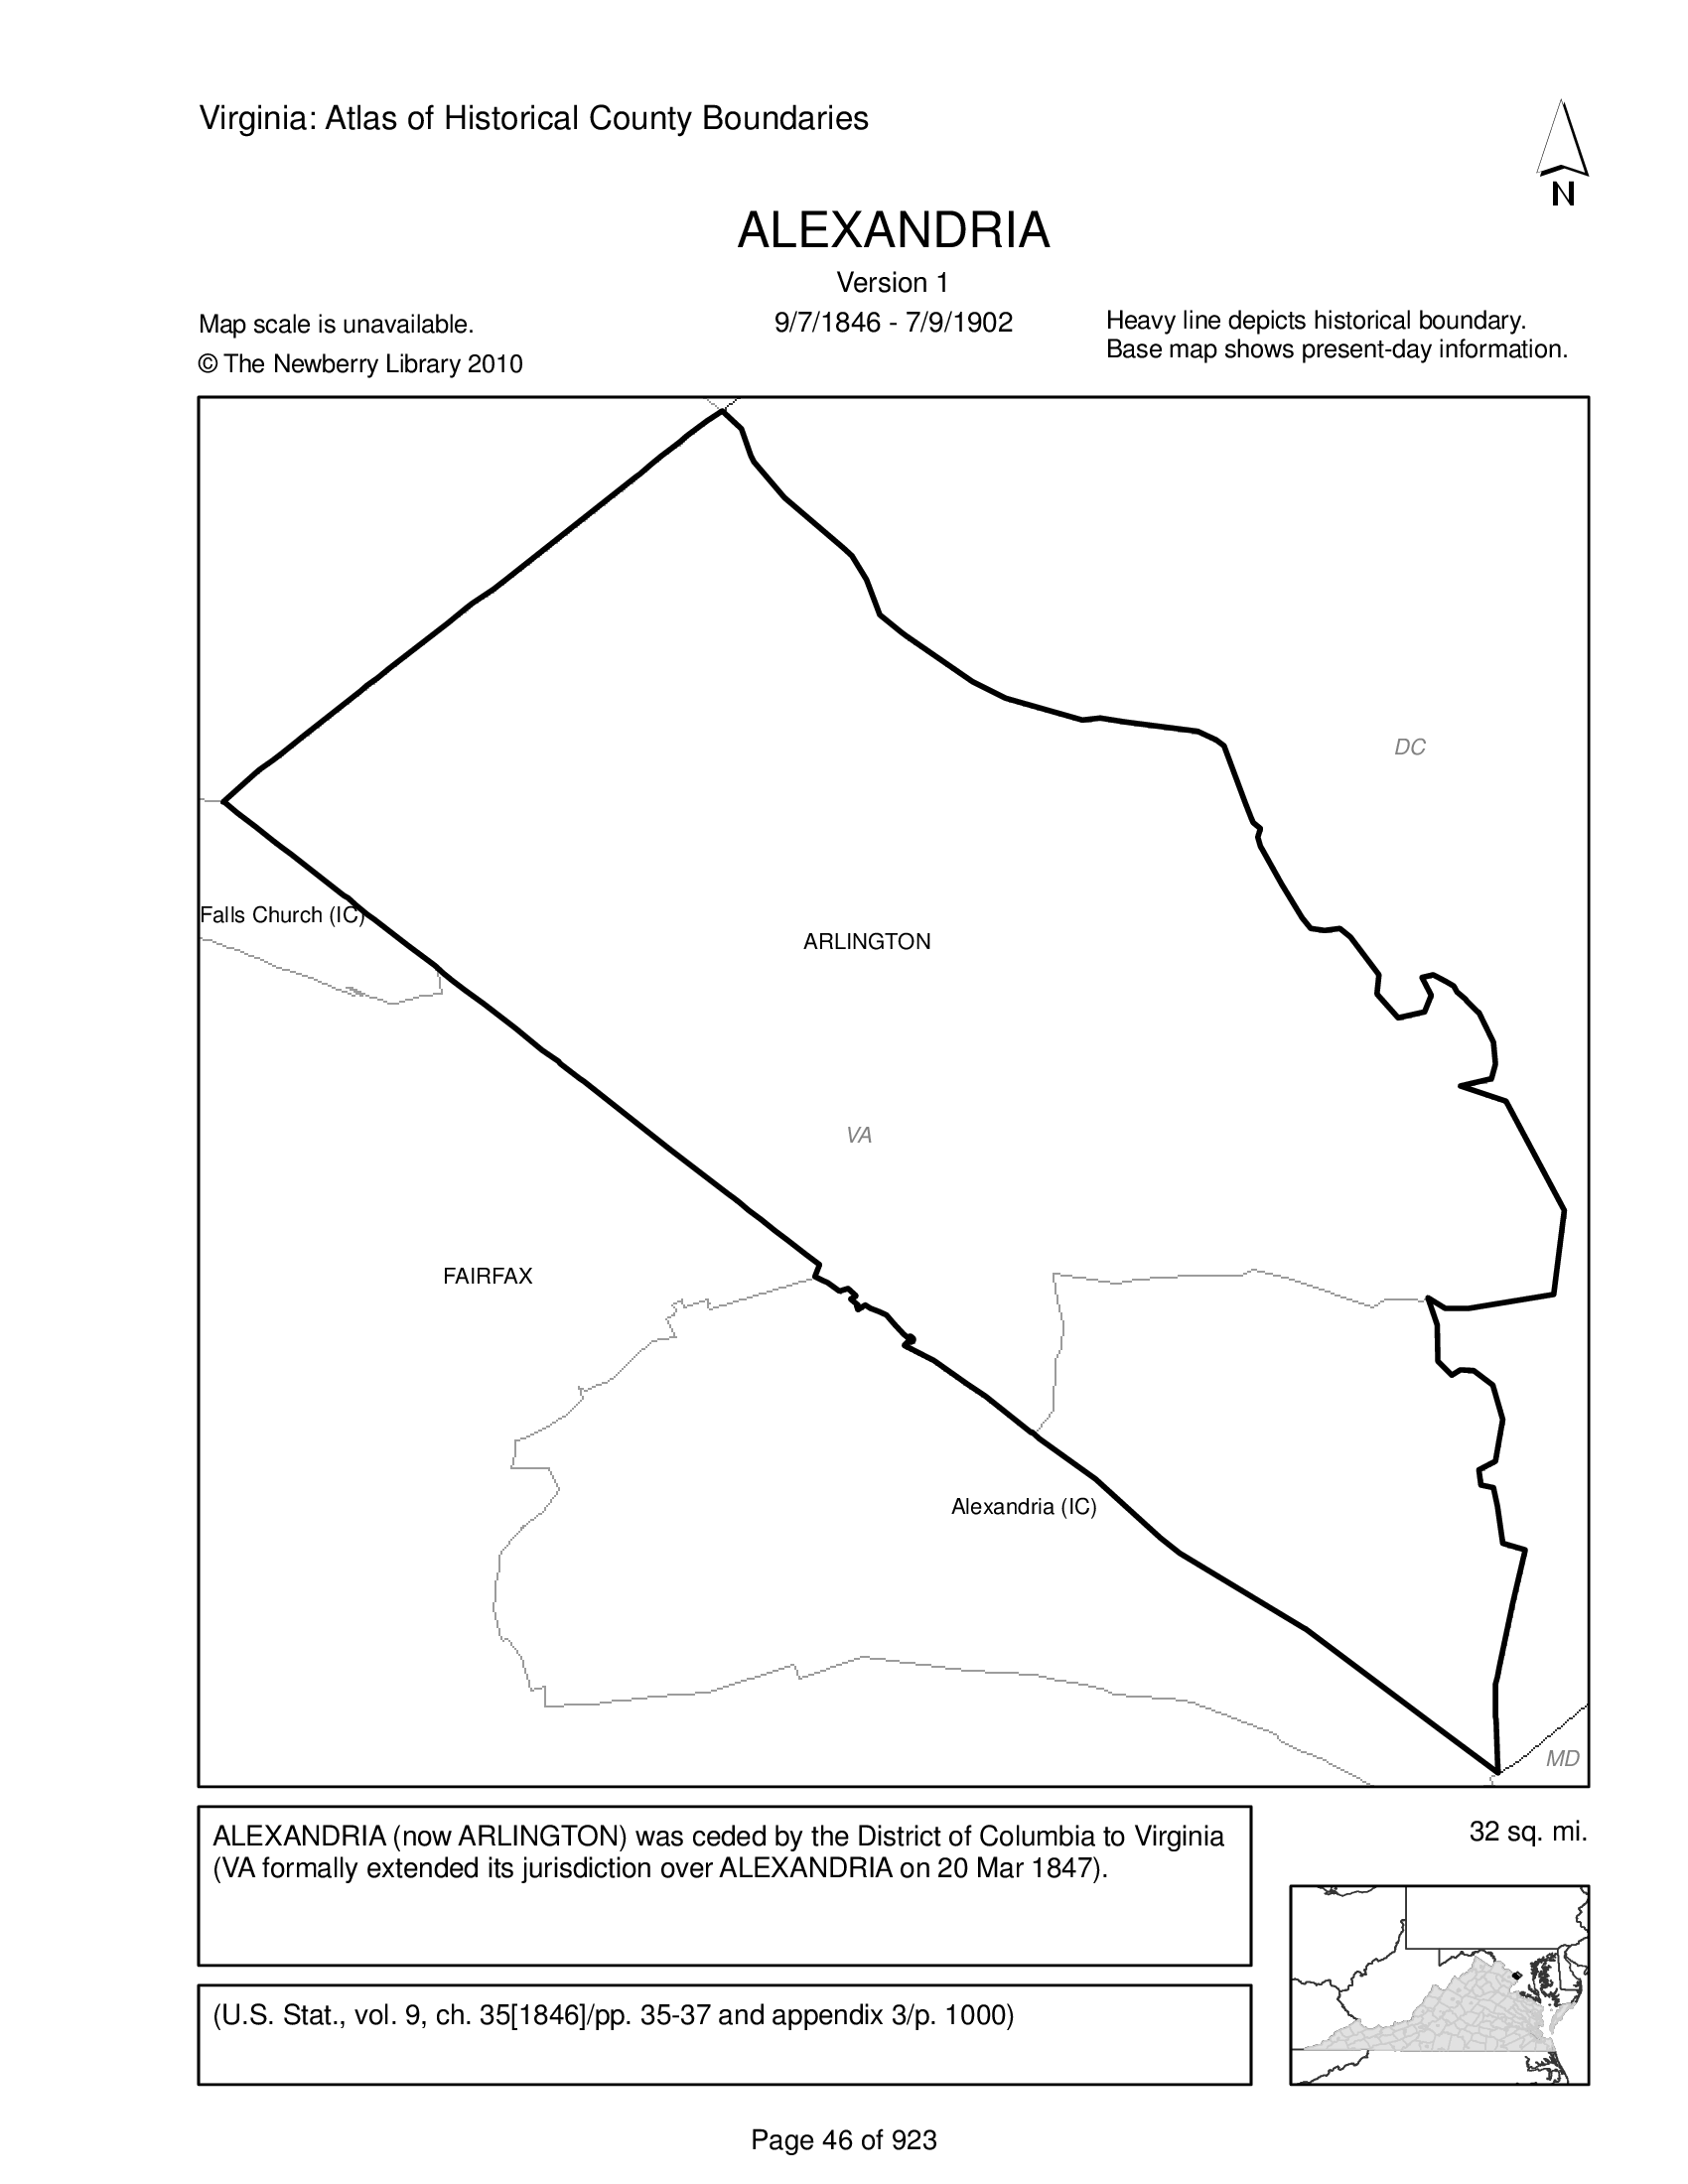 Virginia: Atlas of Historical County Boundaries
N
ALEXANDRIA
Version 1
9/7/1846 - 7/9/1902
Map scale is unavailable.
© The Newberry Library 2010
Heavy line depicts historical boundary.
Base map shows present-day information.
DC
Falls Church (IC)
ARLINGTON
VA
FAIRFAX
Alexandria (IC)
MD
ALEXANDRIA (now ARLINGTON) was ceded by the District of Columbia to Virginia
(VA formally extended its jurisdiction over ALEXANDRIA on 20 Mar 1847).
32 sq. mi.
(U.S. Stat., vol. 9, ch. 35[1846]/pp. 35-37 and appendix 3/p. 1000)
Page 46 of 923